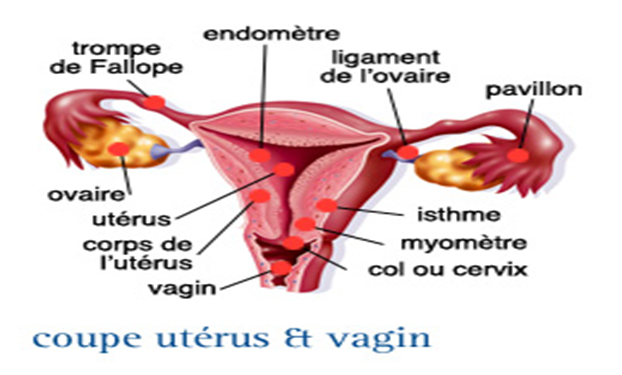 endomètre
trompe
de Fallope
ligament
de l'ovaire
pavillon
ovaire
utérus
corps de
l'utérus
vagin
isthme
myomètre
col ou cervix
coupe utérus & vagin